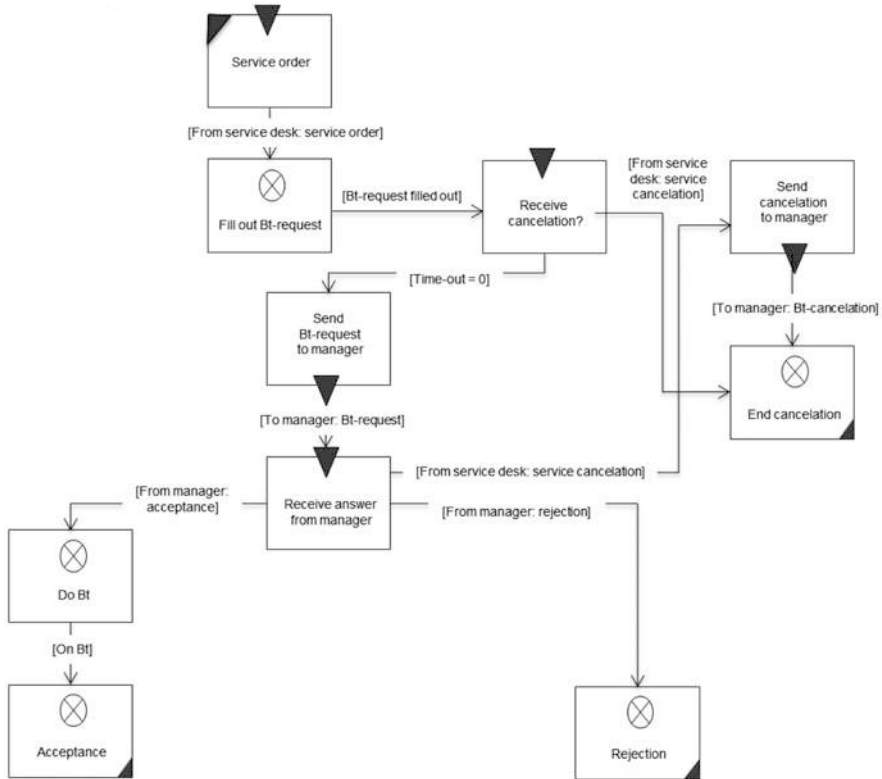 Service order
[From service desk: service order]
Fill out Bt-request
[Bt-request filled out]
Receive
cancelation?
[From service
desk: service
cancelation]
Send
cancelation
to manager
[Time-out = 0]
Send
Bt-request
to manager
[To manager: Bt-cancelation]
End cancelation
[To manager: Bt-request]
[From service desk: service cancelation]
Receive answer
from manager
[From manager:
acceptance]
[From manager: rejection]
Do Bt
[On Bt]
Acceptance
Rejection